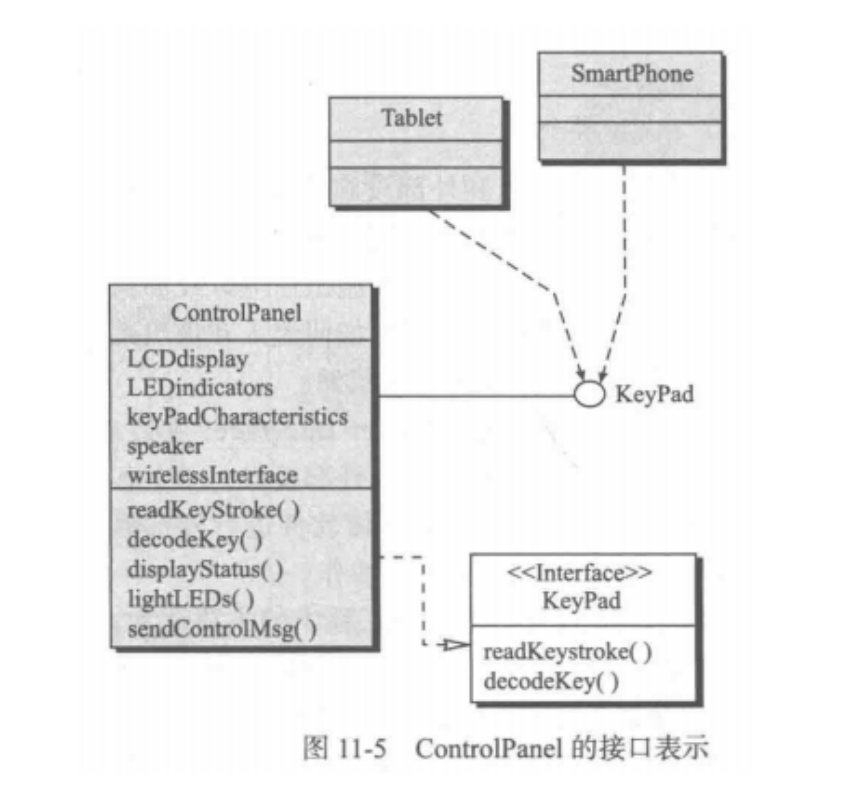 SmartPhone
Tablet
ControlPanel
LCDdisplay
LEDindicators
keyPadCharacteristics
speaker
wirelessInterface
readKeyStroke( )
decodeKey( )
displayStatus( )
lightLEDs( )
sendControlMsg( )
KeyPad
<<Interface>>
KeyPad
readKeystroke( )
decodeKey( )
图 11-5 ControlPanel 的接口表示